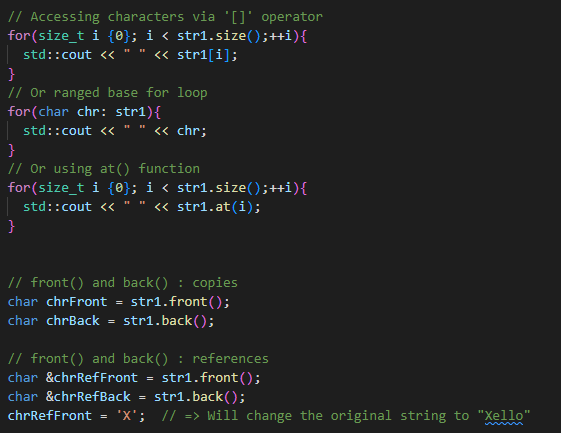 // Accessing characters via '[]' operator
for(size_t i {0}; i < str1.size();++i){
  std::cout << " " << str1[i];
}
// Or ranged base for loop
for(char chr: str1){
  std::cout << " " << chr;
}
// Or using at() function
for(size_t i {0}; i < str1.size();++i){
  std::cout << " " << str1.at(i);
}
// front() and back() : copies
char chrFront = str1.front();
char chrBack = str1.back();
// front() and back() : references
char &chrRefFront = str1.front();
char &chrRefBack = str1.back();
chrRefFront = 'X';  // => Will change the original string to "Xello"